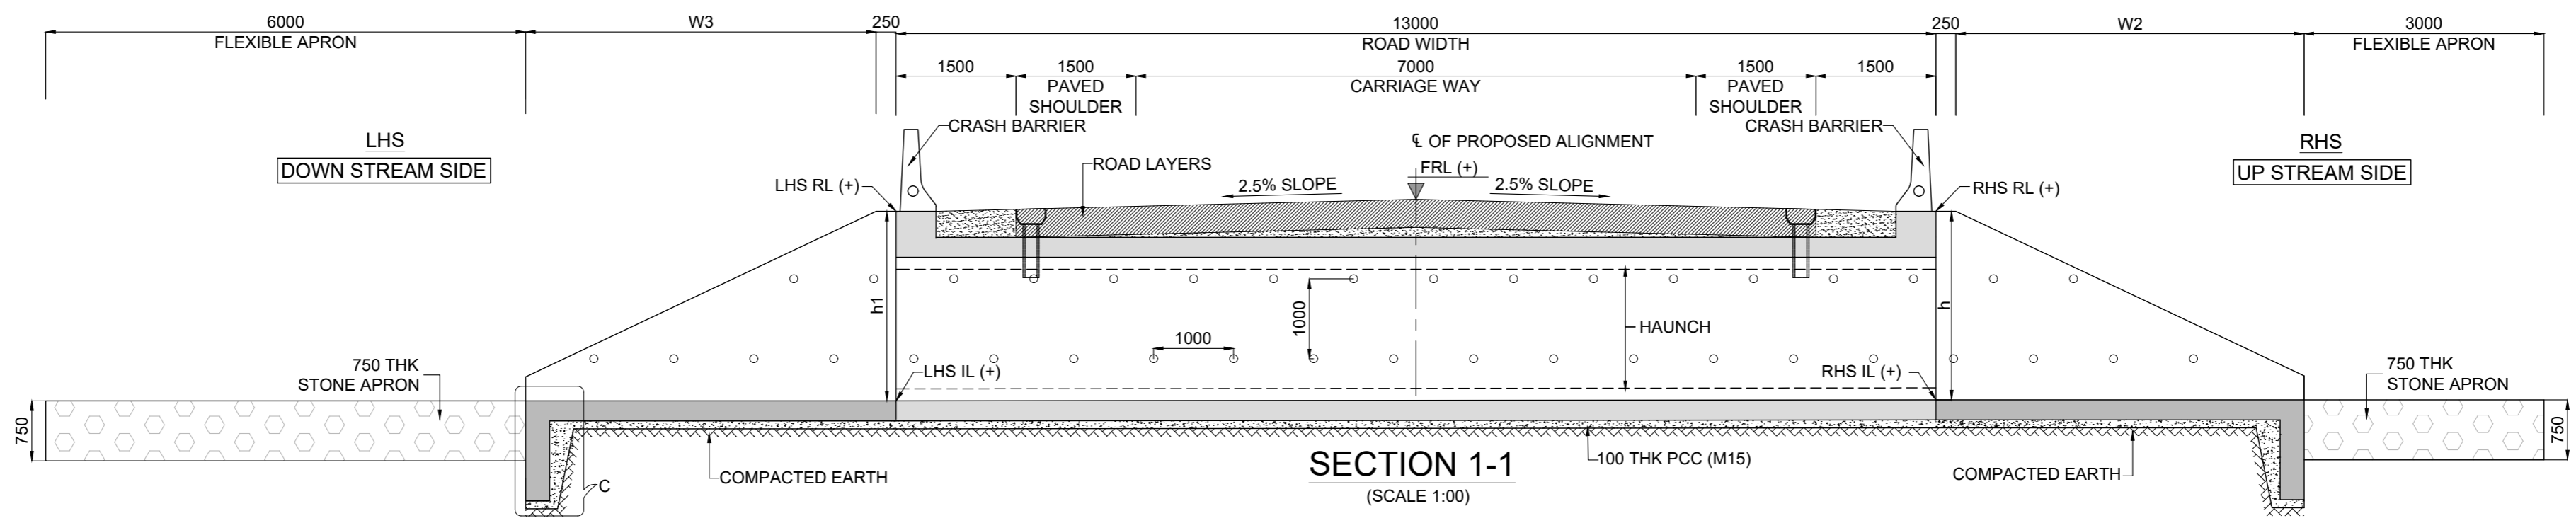 6000
W3
250
13000
250
W2
3000
FLEXIBLE APRON
ROAD WIDTH
FLEXIBLE APRON
1500
1500
7000
1500
1500
PAVED
SHOULDER
CARRIAGE WAY
PAVED
SHOULDER
CRASH BARRIER
CRASH BARRIER
LHS
DOWN STREAM SIDE
℄ OF PROPOSED ALIGNMENT
RHS
UP STREAM SIDE
ROAD LAYERS
FRL (+)
LHS RL (+)
2.5% SLOPE
2.5% SLOPE
RHS RL (+)
h1
1000
1000
HAUNCH
h
750 THK
STONE APRON
LHS IL (+)
RHS IL (+)
750 THK
STONE APRON
750
750
COMPACTED EARTH
C
SECTION 1-1
(SCALE 1:00)
100 THK PCC (M15)
COMPACTED EARTH